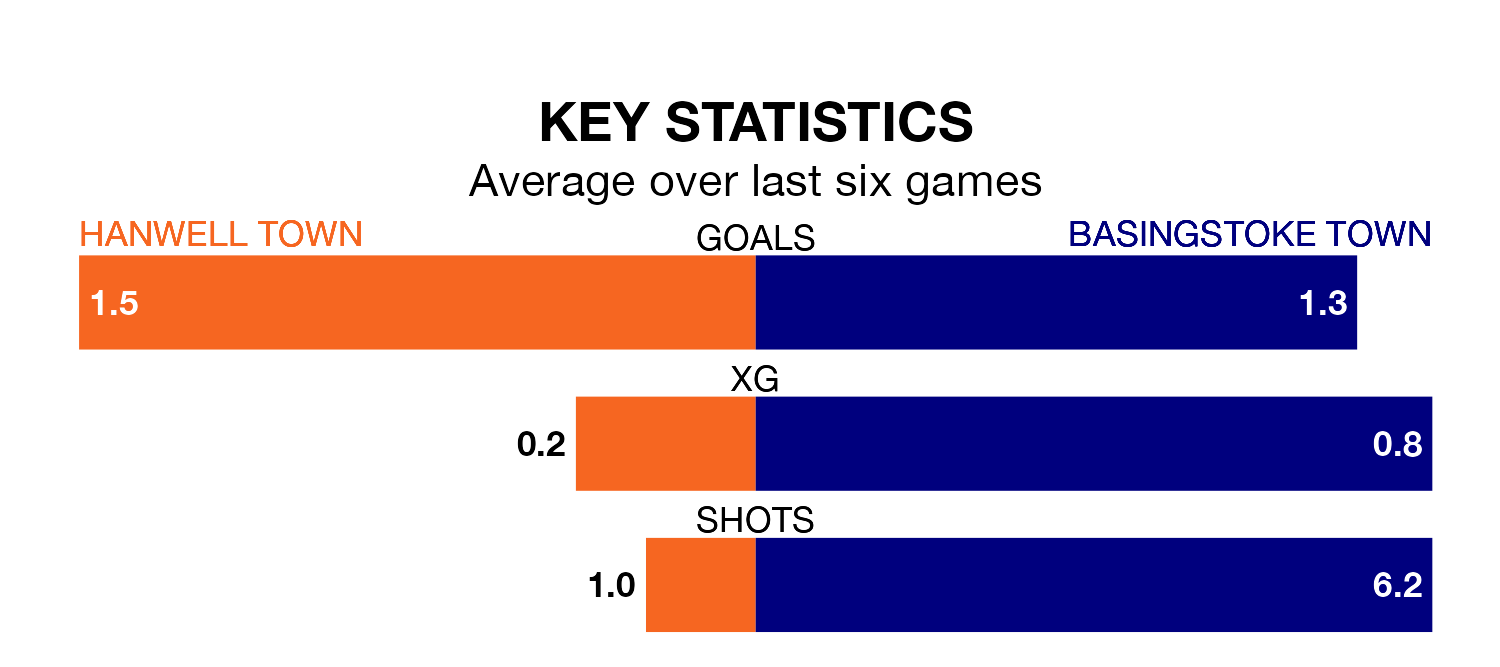 KEY STATISTICS
Average over last six games
HANWELL TOWN GOALS BASINGSTOKE TOWN
1.5 1.3
XG
0.2 0.8
SHOTS
1.0 6.2